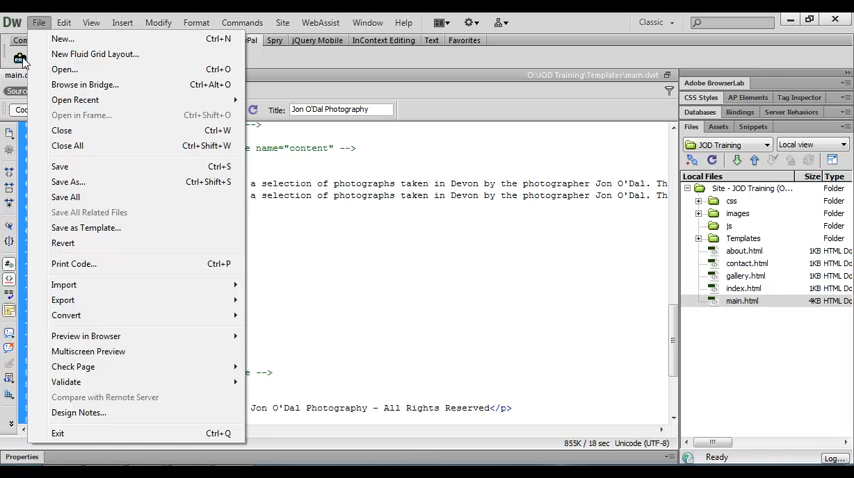 DW File Edit View Insert Modify Format Commands Site WebAssist Window Help Classic
Spry jQuery Mobile InContext Editing Text Favorites
New... Ctrl+N
New Fluid Grid Layout...
Open... Ctrl+O
Browse in Bridge... Ctrl+Alt+O
Open Recent
Open in Frame... Ctrl+Shift+O
Close Ctrl+W
Close All Ctrl+Shift+W
Save Ctrl+S
Save As... Ctrl+Shift+S
Save All
Save All Related Files
Save as Template...
Revert
Print Code... Ctrl+P
Import
Export
Convert
Preview in Browser
Multiscreen Preview
Check Page
Validate
Compare with Remote Server
Design Notes...
Exit Ctrl+Q
O:\JOD Training\Templates\main.dwt
Title: Jon O'Dal Photography
-->
e name="content" -->
a selection of photographs taken in Devon by the photographer Jon O'Dal. Th
a selection of photographs taken in Devon by the photographer Jon O'Dal. Th
e -->
Jon O'Dal Photography - All Rights Reserved</p>
855K / 18 sec Unicode (UTF-8)
Properties
Adobe BrowserLab
CSS Styles AP Elements Tag Inspector
Databases Bindings Server Behaviors
Files Assets Snippets
JOD Training Local view
Local Files Size Type
Site - JOD Training (O... Folder
css Folder
images Folder
js Folder
Templates Folder
about.html 1KB HTML Do
contact.html 1KB HTML Do
gallery.html 1KB HTML Do
index.html 1KB HTML Do
main.html 4KB HTML Do
Ready Log...